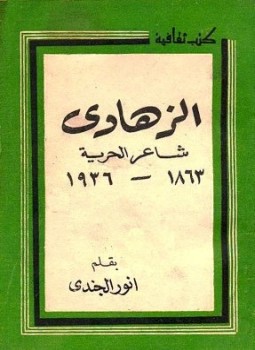 كتب ثقافية
الزهاوى
شاعر الحرية
١٨٦٣ - ١٩٣٦
بقلم
انور الجندى